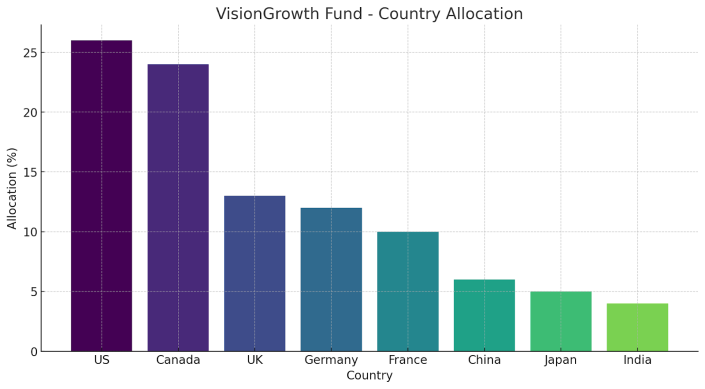 VisionGrowth Fund - Country Allocation
Allocation (%)
25
20
15
10
5
0
US Canada UK Germany France China Japan India
Country